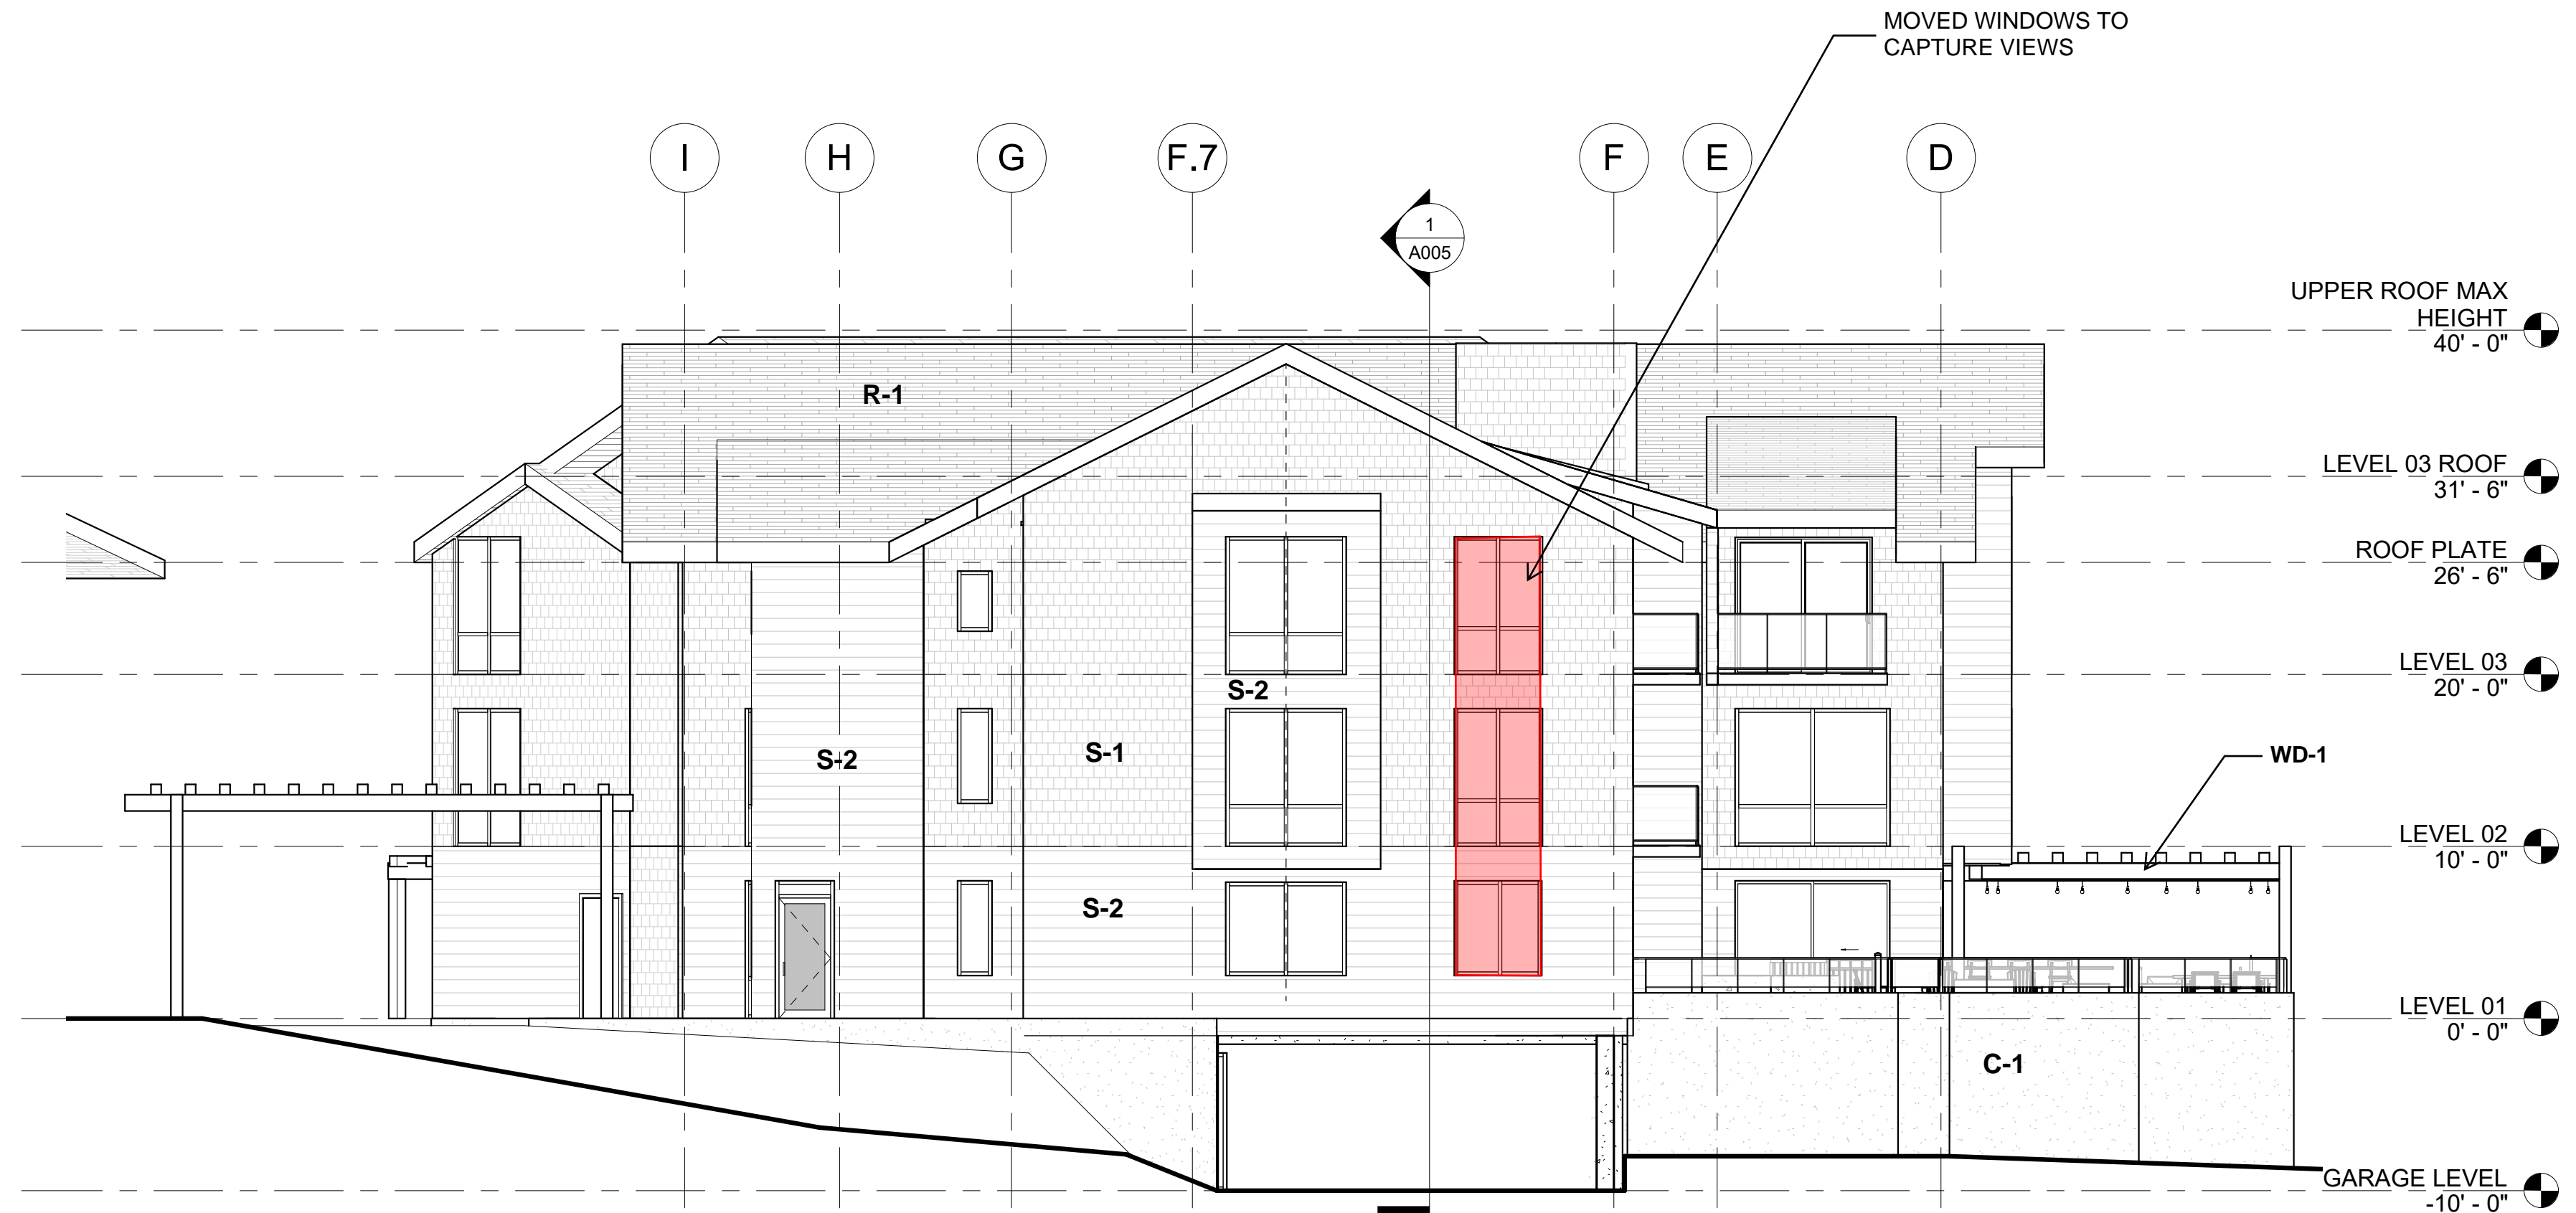 MOVED WINDOWS TO
CAPTURE VIEWS
I
H
G
F.7
F
E
D
1
A005
UPPER ROOF MAX
HEIGHT
40' - 0"
R-1
LEVEL 03 ROOF
31' - 6"
ROOF PLATE
26' - 6"
LEVEL 03
20' - 0"
S-2
S-2
S-1
WD-1
LEVEL 02
10' - 0"
S-2
LEVEL 01
0' - 0"
C-1
GARAGE LEVEL
-10' - 0"